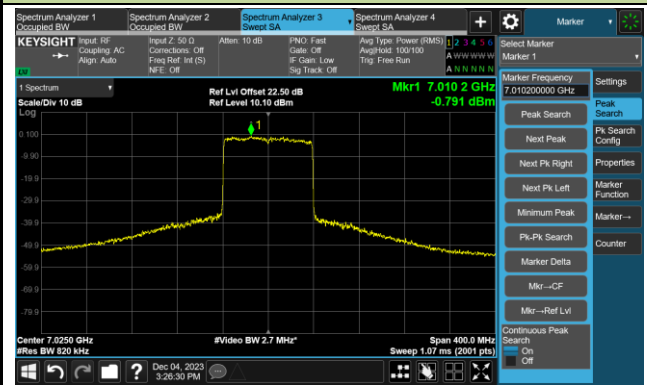 Spectrum Analyzer 1
Occupied BW
Spectrum Analyzer 2
Occupied BW
Spectrum Analyzer 3
Swept SA
Spectrum Analyzer 4
Swept SA
+
Marker
KEYSIGHT
Input: RF
Coupling: AC
Align: Auto
Input Z: 50 Ω
Corrections: Off
Freq Ref: Int (S)
NFE: Off
Atten: 10 dB
PNO: Fast
Gate: Off
IF Gain: Low
Sig Track: Off
Avg Type: Power (RMS)
Avg|Hold: 100/100
Trig: Free Run
1 2 3 4 5 6
A W W W W W
A N N N N N
LXI
Select Marker
Marker 1
1 Spectrum
Scale/Div 10 dB
Log
Ref Lvl Offset 22.50 dB
Ref Level 10.10 dBm
Mkr1 7.010 2 GHz
-0.791 dBm
1
0.100
-9.90
-19.9
-29.9
-39.9
-49.9
-59.9
-69.9
-79.9
Center 7.0250 GHz
#Res BW 820 kHz
#Video BW 2.7 MHz*
Span 400.0 MHz
Sweep 1.07 ms (2001 pts)
Marker Frequency
7.010200000 GHz
Peak Search
Next Peak
Next Pk Right
Next Pk Left
Minimum Peak
Pk-Pk Search
Marker Delta
Mkr→CF
Mkr→Ref Lvl
Continuous Peak
Search
On
Off
Settings
Peak
Search
Pk Search
Config
Properties
Marker
Function
Marker→
Counter
?
Dec 04, 2023
3:26:30 PM